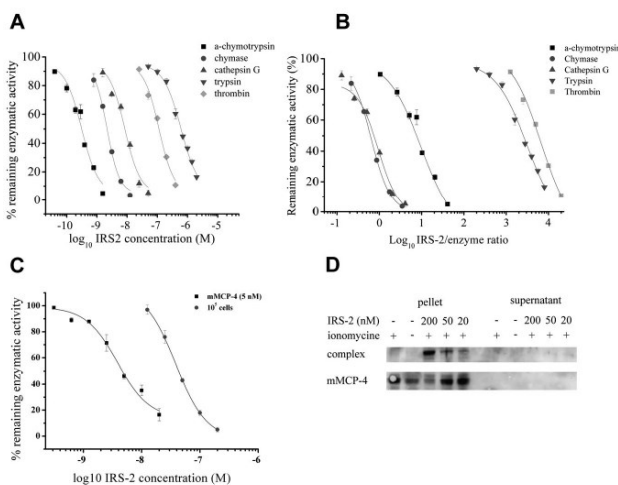 A
a-chymotrypsin
chymase
cathepsin G
trypsin
thrombin
% remaining enzymatic activity
100
80
60
40
20
0
-10
-9
-8
-7
-6
-5
log10 IRS2 concentration (M)
B
a-chymotrypsin
Chymase
Cathepsin G
Trypsin
Thrombin
Remaining enzymatic activity (%)
100
80
60
40
20
0
-1
0
1
2
3
4
Log10 IRS-2/enzyme ratio
C
mMCP-4 (5 nM)
10⁵ cells
% remaining enzymatic activity
100
80
60
40
20
0
-9
-8
-7
-6
log10 IRS-2 concentration (M)
D
pellet supernatant
IRS-2 (nM) - - 200 50 20 - - 200 50 20
ionomycine + - + + + + - + + +
complex
mMCP-4